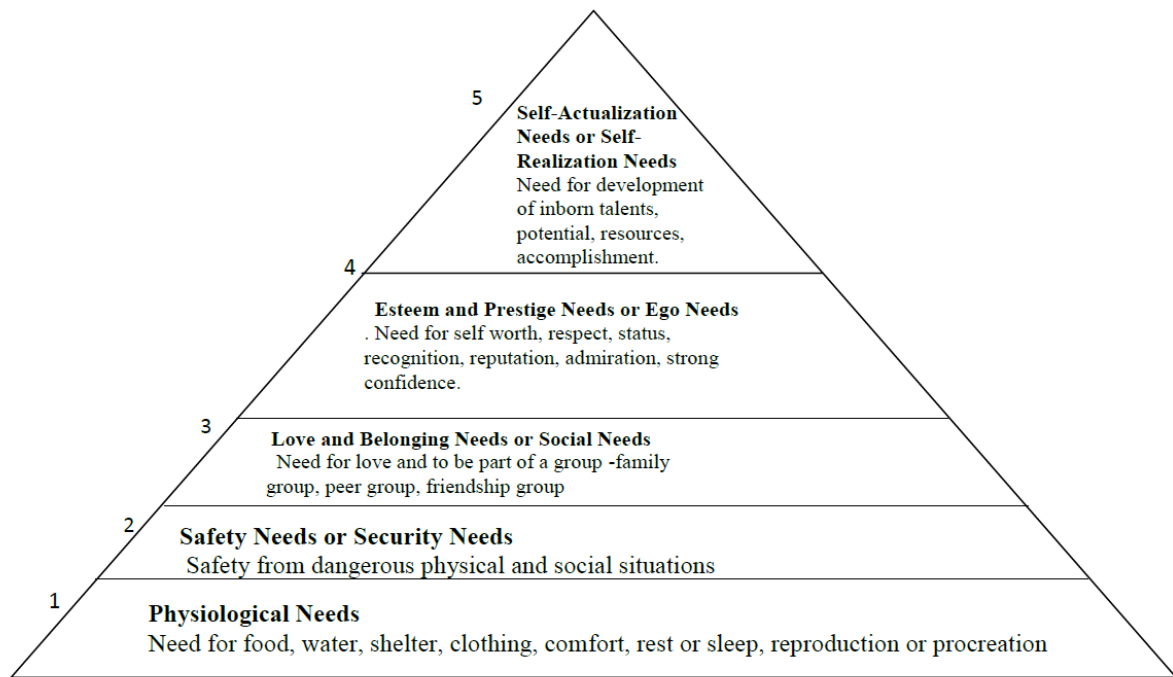 5
Self-Actualization
Needs or Self-
Realization Needs
Need for development
of inborn talents,
potential, resources,
accomplishment.
4
Esteem and Prestige Needs or Ego Needs
. Need for self worth, respect, status,
recognition, reputation, admiration, strong
confidence.
3
Love and Belonging Needs or Social Needs
Need for love and to be part of a group -family
group, peer group, friendship group
2
Safety Needs or Security Needs
Safety from dangerous physical and social situations
1
Physiological Needs
Need for food, water, shelter, clothing, comfort, rest or sleep, reproduction or procreation